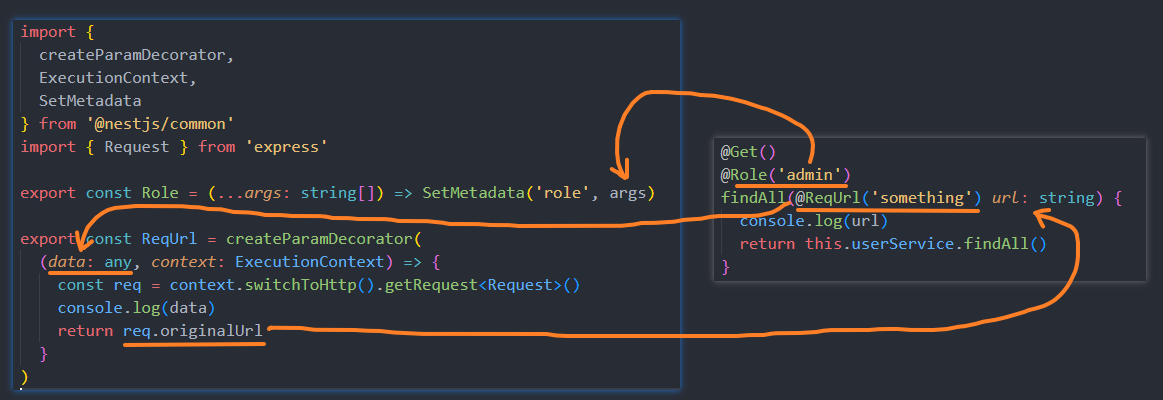 import {
  createParamDecorator,
  ExecutionContext,
  SetMetadata
} from '@nestjs/common'
import { Request } from 'express'
export const Role = (...args: string[]) => SetMetadata('role', args)
export const ReqUrl = createParamDecorator(
  (data: any, context: ExecutionContext) => {
    const req = context.switchToHttp().getRequest<Request>()
    console.log(data)
    return req.originalUrl
  }
)
@Get()
@Role('admin')
findAll(@ReqUrl('something') url: string) {
  console.log(url)
  return this.userService.findAll()
}